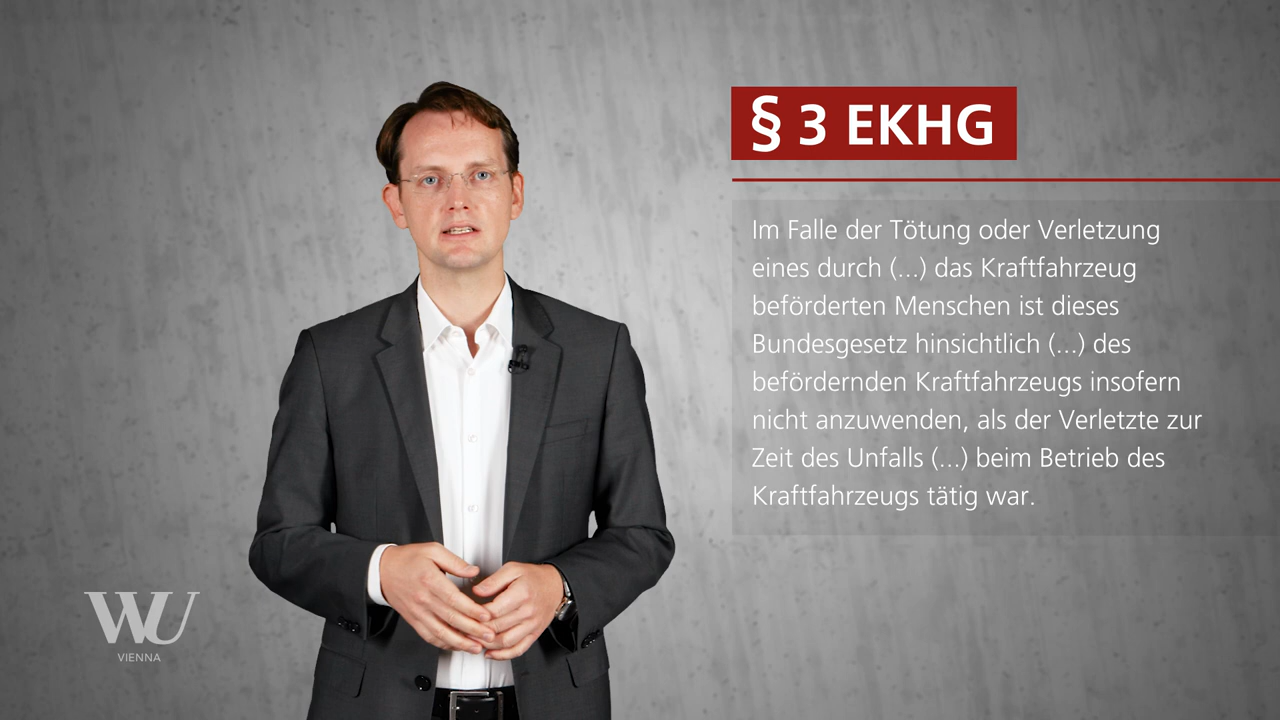 § 3 EKHG
Im Falle der Tötung oder Verletzung
eines durch (...) das Kraftfahrzeug
beförderten Menschen ist dieses
Bundesgesetz hinsichtlich (...) des
befördernden Kraftfahrzeugs insofern
nicht anzuwenden, als der Verletzte zur
Zeit des Unfalls (...) beim Betrieb des
Kraftfahrzeugs tätig war.
WU
VIENNA